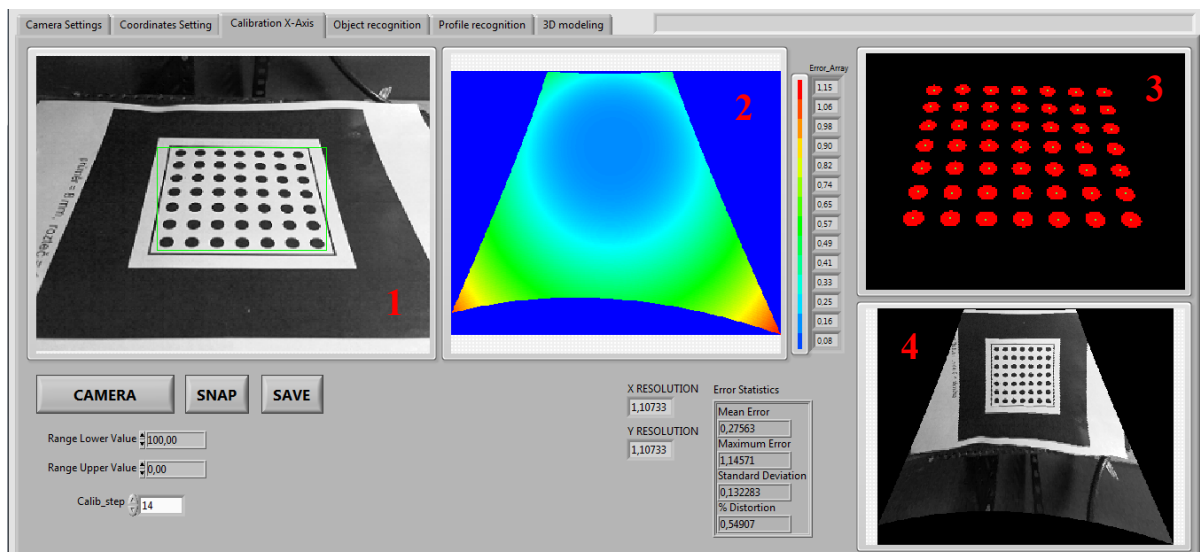 Camera Settings
Coordinates Setting
Calibration X-Axis
Object recognition
Profile recognition
3D modeling
1
2
3
4
Error_Array
1,15
1,06
0,98
0,90
0,82
0,74
0,65
0,57
0,49
0,41
0,33
0,25
0,16
0,08
CAMERA
SNAP
SAVE
Range Lower Value
100,00
Range Upper Value
0,00
Calib_step
14
X RESOLUTION
1,10733
Y RESOLUTION
1,10733
Error Statistics
Mean Error
0,27563
Maximum Error
1,14571
Standard Deviation
0,132283
% Distortion
0,54907